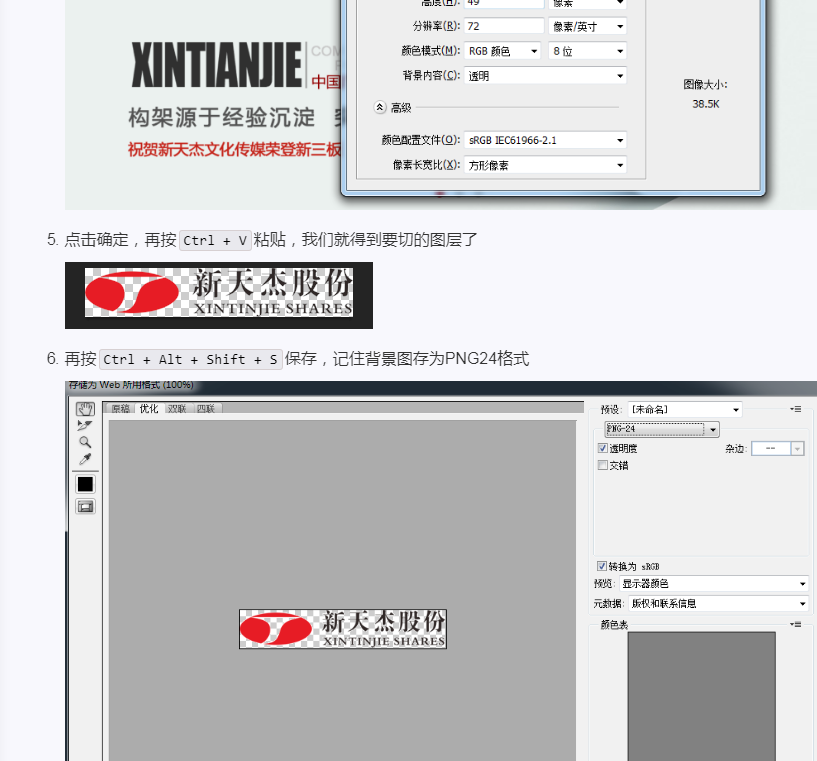 高度(H): 49 像素
分辨率(R): 72 像素/英寸
颜色模式(M): RGB 颜色 8 位
背景内容(C): 透明
图像大小:
38.5K
高级
颜色配置文件(O): sRGB IEC61966-2.1
像素长宽比(X): 方形像素
XINTIANJIE COM
中国
构架源于经验沉淀
祝贺新天杰文化传媒荣登新三板
5. 点击确定，再按 Ctrl + V 粘贴，我们就得到要切的图层了
新天杰股份
XINTINJIE SHARES
6. 再按 Ctrl + Alt + Shift + S 保存，记住背景图存为PNG24格式
存储为 Web 所用格式 (100%)
原稿 优化 双联 四联
预设: [未命名]
PNG-24
透明度 杂边: --
交错
转换为 sRGB
预览: 显示器颜色
元数据: 版权和联系信息
颜色表
新天杰股份
XINTINJIE SHARES